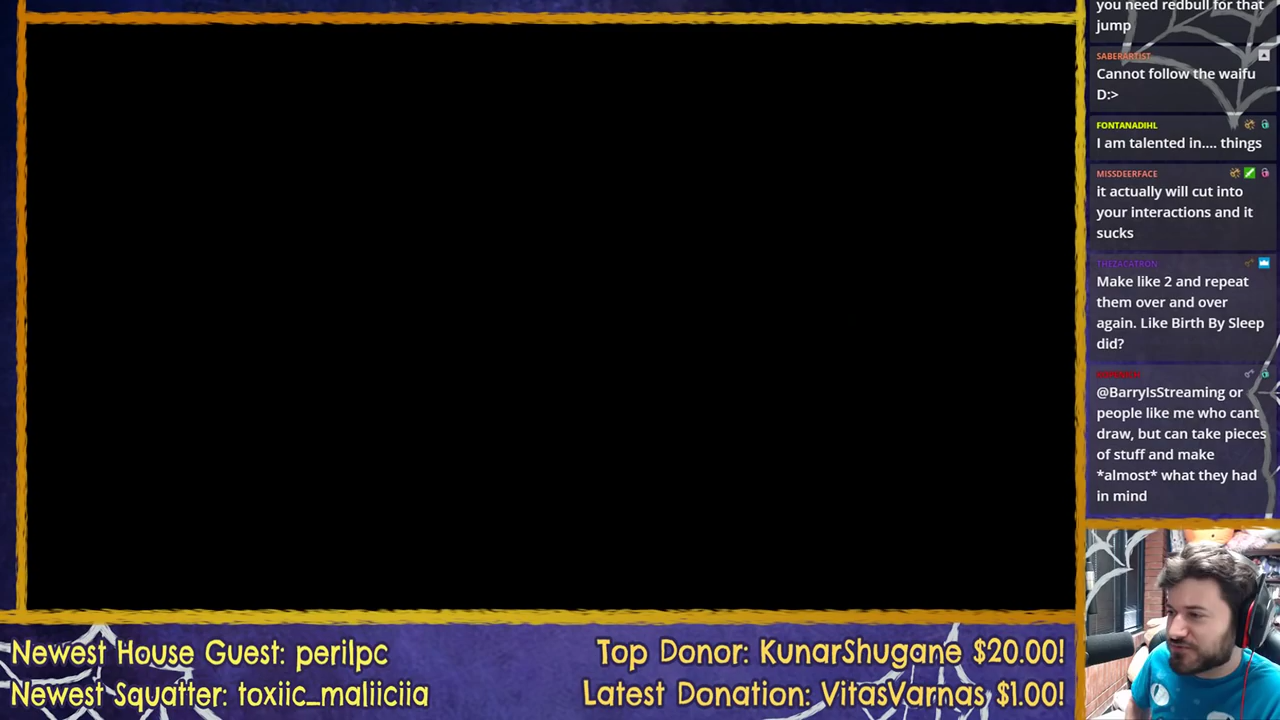 you need redbull for that
jump
SABERARTIST
Cannot follow the waifu
D:>
FONTANADIHL
I am talented in.... things
MISSDEERFACE
it actually will cut into
your interactions and it
sucks
THEZACATRON
Make like 2 and repeat
them over and over
again. Like Birth By Sleep
did?
@BarryIsStreaming or
people like me who cant
draw, but can take pieces
of stuff and make
*almost* what they had
in mind
Newest House Guest: perilpc
Newest Squatter: toxiic_maliiciia
Top Donor: KunarShugane $20.00!
Latest Donation: VitasVarnas $1.00!